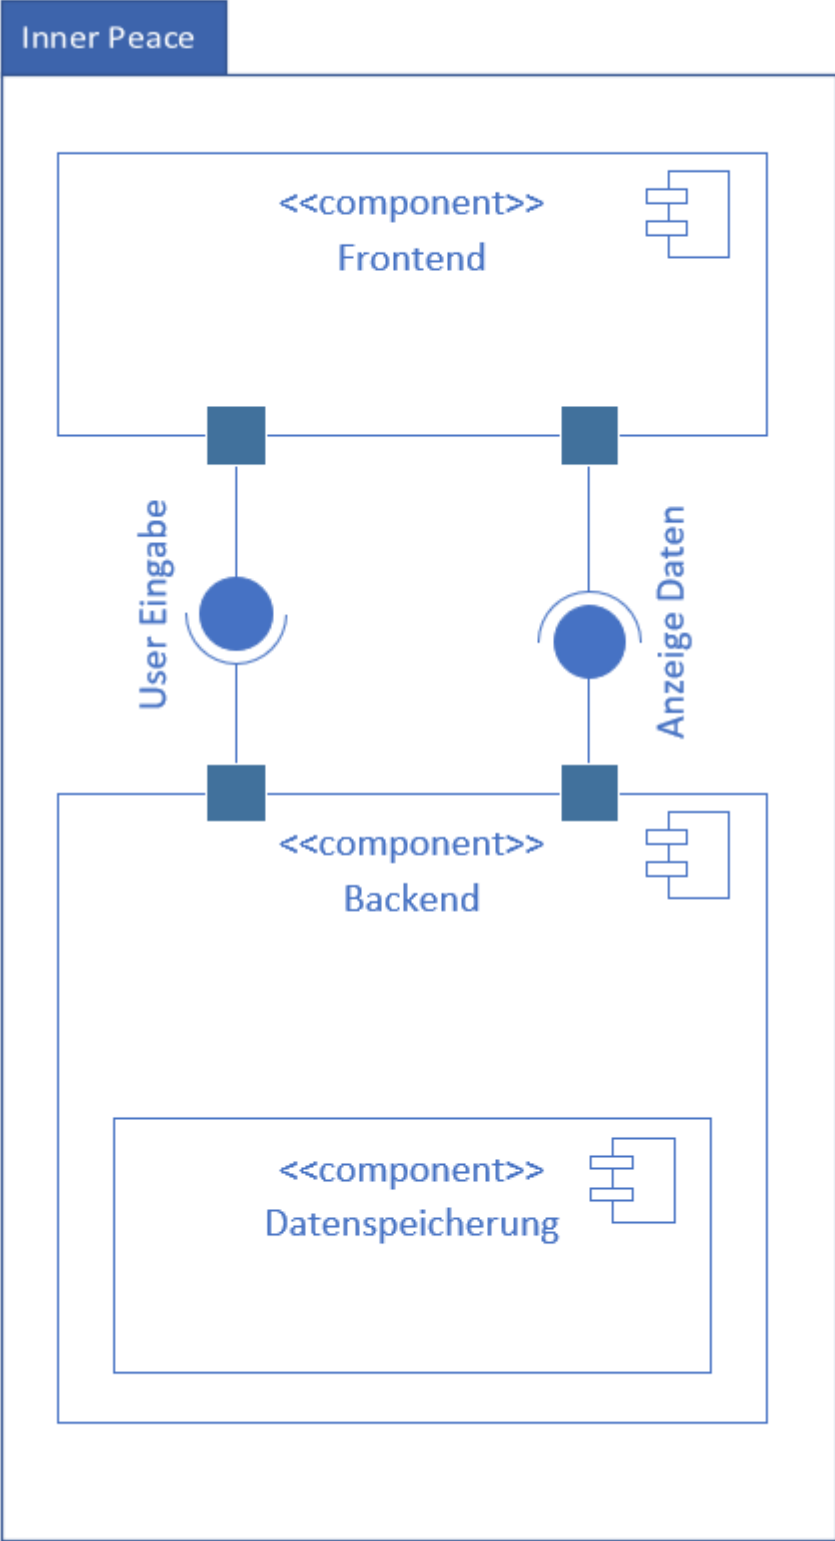 Inner Peace
<<component>>
Frontend
User Eingabe
Anzeige Daten
<<component>>
Backend
<<component>>
Datenspeicherung